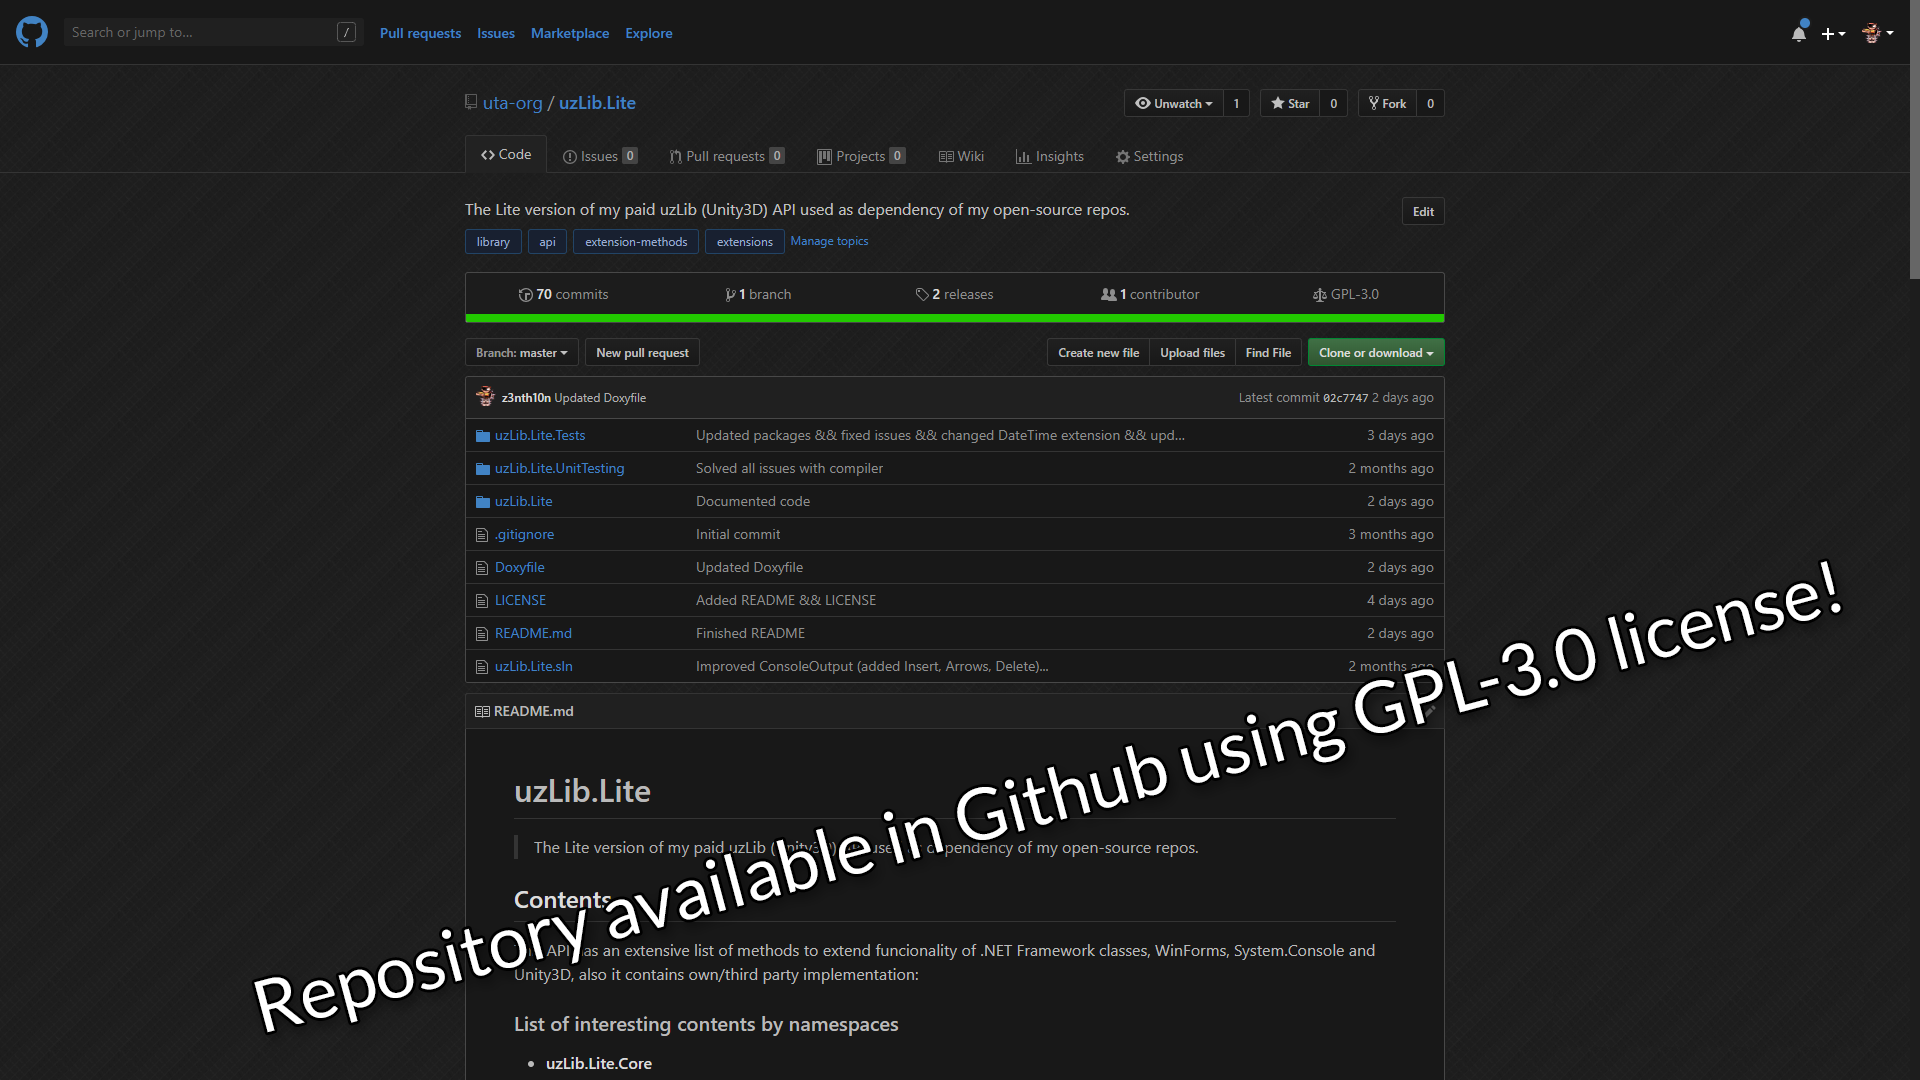 Search or jump to... /
Pull requests Issues Marketplace Explore
uta-org / uzLib.Lite
Unwatch 1 Star 0 Fork 0
Code Issues 0 Pull requests 0 Projects 0 Wiki Insights Settings
The Lite version of my paid uzLib (Unity3D) API used as dependency of my open-source repos.
Edit
library api extension-methods extensions Manage topics
70 commits 1 branch 2 releases 1 contributor GPL-3.0
Branch: master New pull request Create new file Upload files Find File Clone or download
z3nth10n Updated Doxyfile Latest commit 02c7747 2 days ago
uzLib.Lite.Tests Updated packages && fixed issues && changed DateTime extension && upd... 3 days ago
uzLib.Lite.UnitTesting Solved all issues with compiler 2 months ago
uzLib.Lite Documented code 2 days ago
.gitignore Initial commit 3 months ago
Doxyfile Updated Doxyfile 2 days ago
LICENSE Added README && LICENSE 4 days ago
README.md Finished README 2 days ago
uzLib.Lite.sln Improved ConsoleOutput (added Insert, Arrows, Delete)... 2 months ago
README.md
uzLib.Lite
The Lite version of my paid uzLib (Unity3D) used as dependency of my open-source repos.
Contents
API has an extensive list of methods to extend funcionality of .NET Framework classes, WinForms, System.Console and
Unity3D, also it contains own/third party implementation:
List of interesting contents by namespaces
• uzLib.Lite.Core
Repository available in Github using GPL-3.0 license!